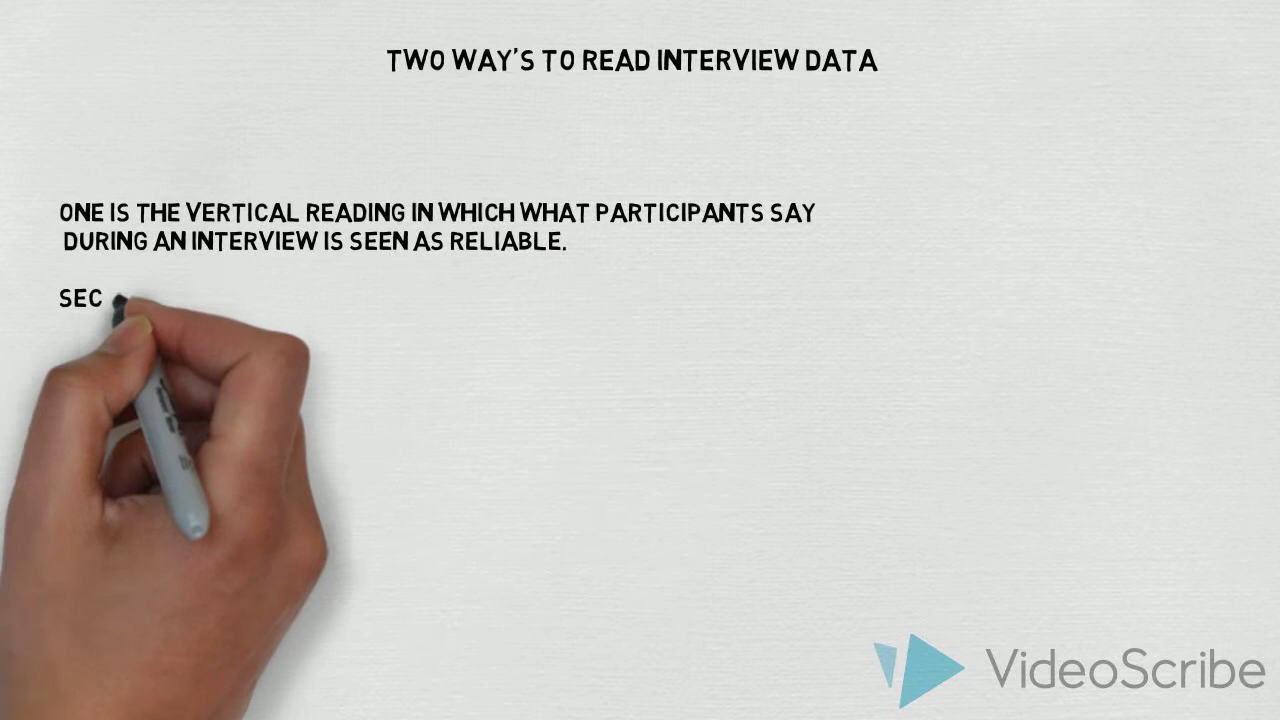 TWO WAY'S TO READ INTERVIEW DATA
ONE IS THE VERTICAL READING IN WHICH WHAT PARTICIPANTS SAY
DURING AN INTERVIEW IS SEEN AS RELIABLE.
SEC
VideoScribe